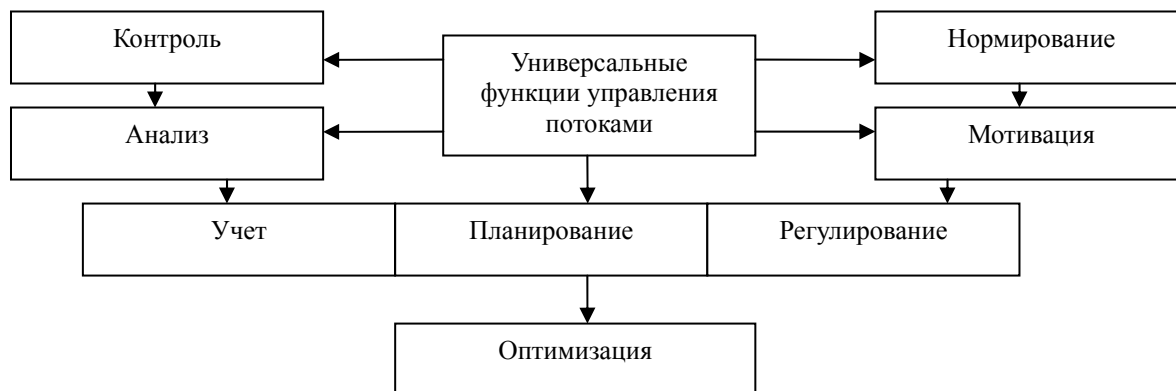 Контроль
Универсальные
функции управления
потоками
Нормирование
Анализ
Мотивация
Учет
Планирование
Регулирование
Оптимизация